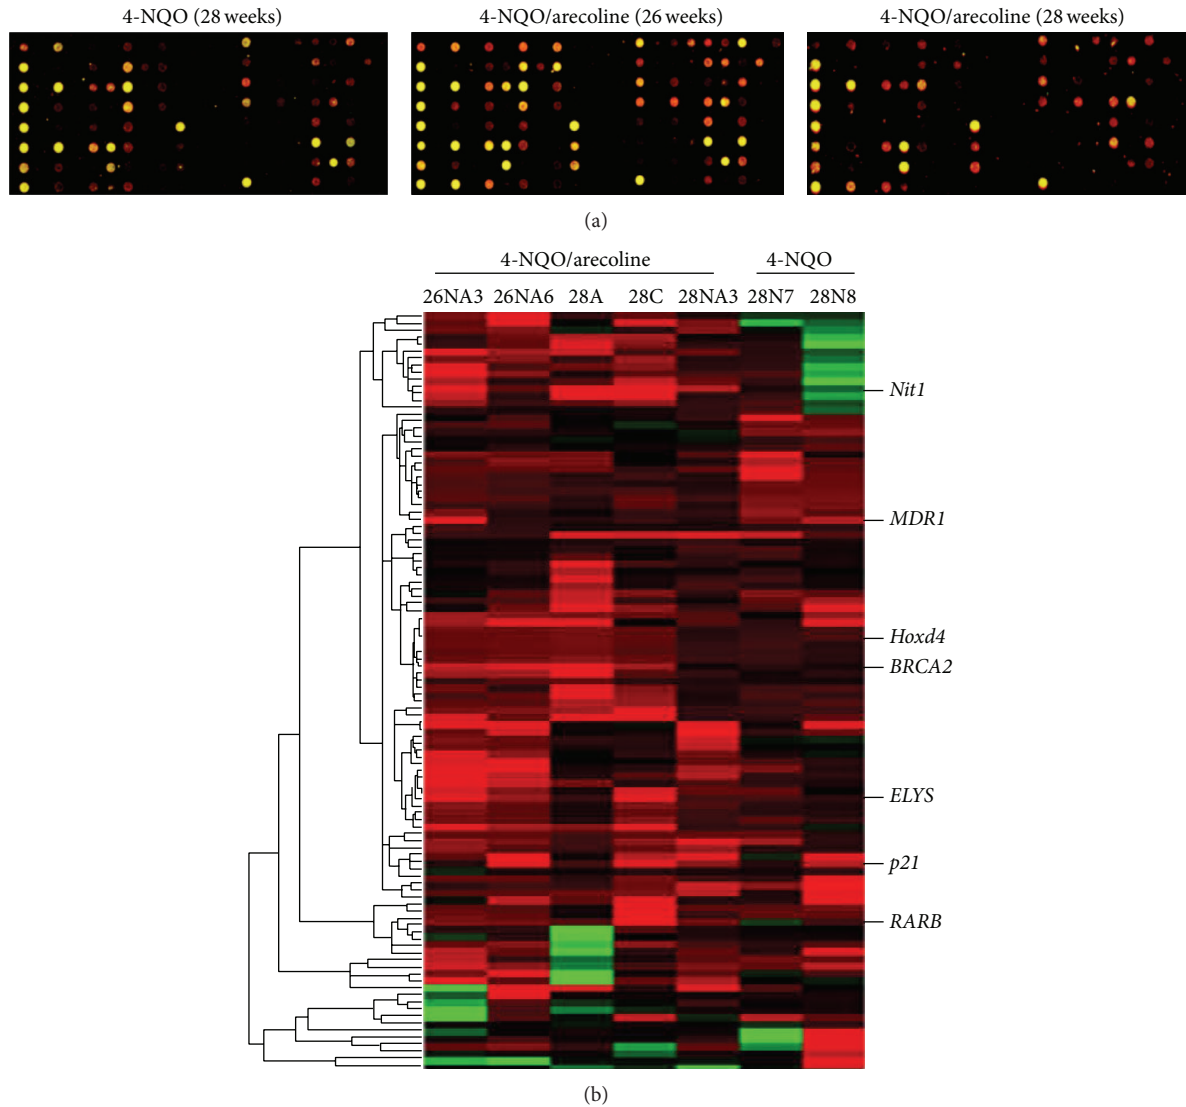 4-NQO (28 weeks) 4-NQO/arecoline (26 weeks) 4-NQO/arecoline (28 weeks)
(a)
4-NQO/arecoline 4-NQO
26NA3 26NA6 28A 28C 28NA3 28N7 28N8
Nit1
MDR1
Hoxd4
BRCA2
ELYS
p21
RARB
(b)